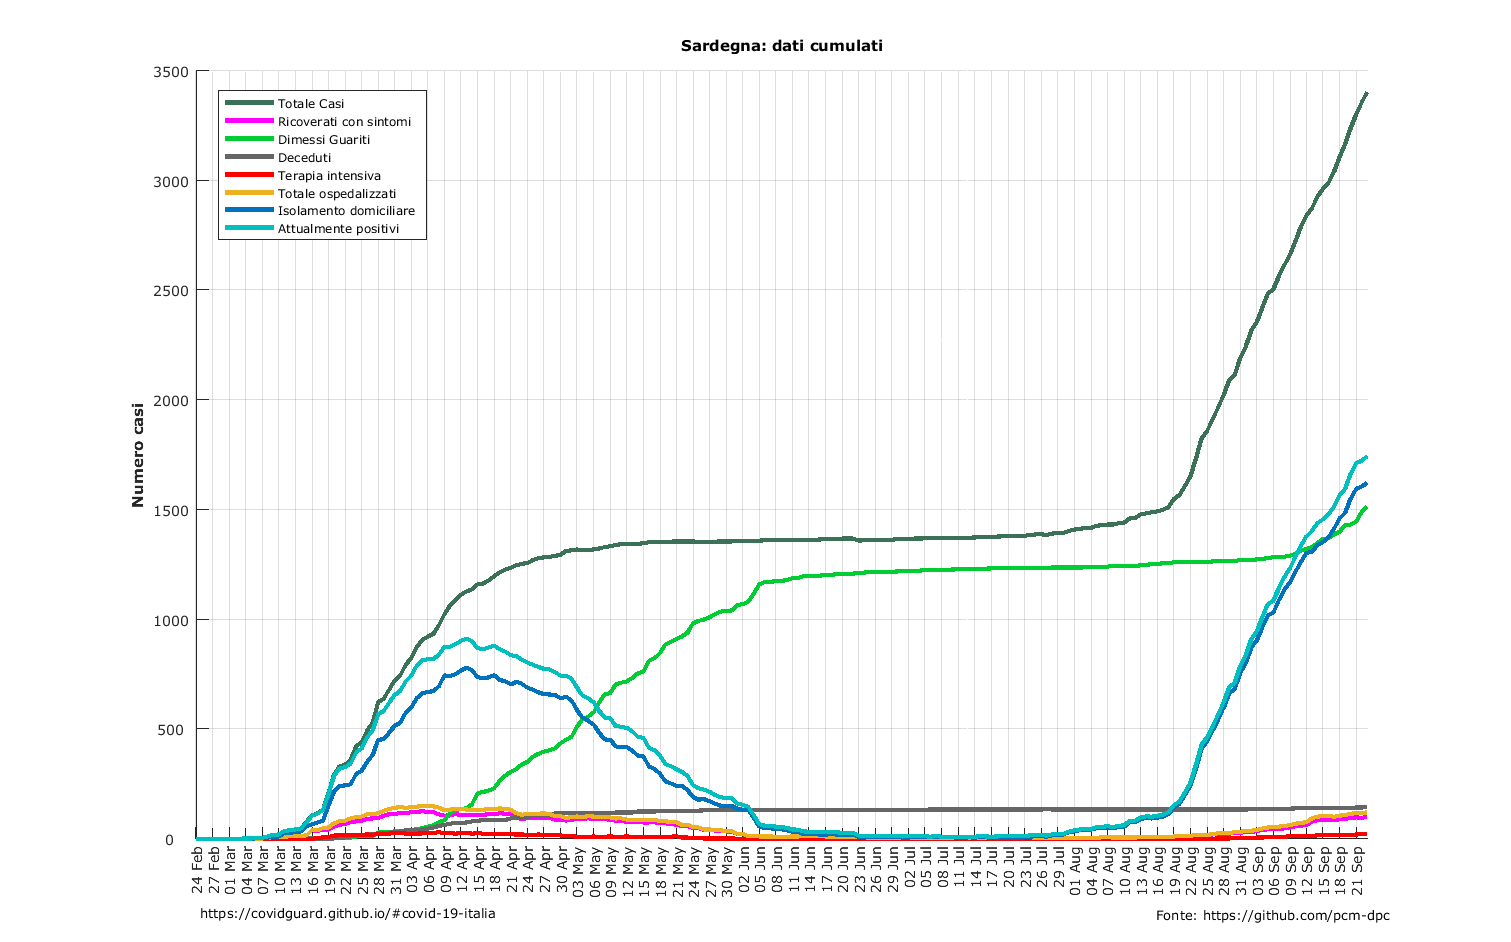 Sardegna: dati cumulati
3500
3000
2500
2000
1500
1000
500
0
Numero casi
Totale Casi
Ricoverati con sintomi
Dimessi Guariti
Deceduti
Terapia intensiva
Totale ospedalizzati
Isolamento domiciliare
Attualmente positivi
24 Feb
27 Feb
01 Mar
04 Mar
07 Mar
10 Mar
13 Mar
16 Mar
19 Mar
22 Mar
25 Mar
28 Mar
31 Mar
03 Apr
06 Apr
09 Apr
12 Apr
15 Apr
18 Apr
21 Apr
24 Apr
27 Apr
30 Apr
03 May
06 May
09 May
12 May
15 May
18 May
21 May
24 May
27 May
30 May
02 Jun
05 Jun
08 Jun
11 Jun
14 Jun
17 Jun
20 Jun
23 Jun
26 Jun
29 Jun
02 Jul
05 Jul
08 Jul
11 Jul
14 Jul
17 Jul
20 Jul
23 Jul
26 Jul
29 Jul
01 Aug
04 Aug
07 Aug
10 Aug
13 Aug
16 Aug
19 Aug
22 Aug
25 Aug
28 Aug
31 Aug
03 Sep
06 Sep
09 Sep
12 Sep
15 Sep
18 Sep
21 Sep
https://covidguard.github.io/#covid-19-italia
Fonte: https://github.com/pcm-dpc